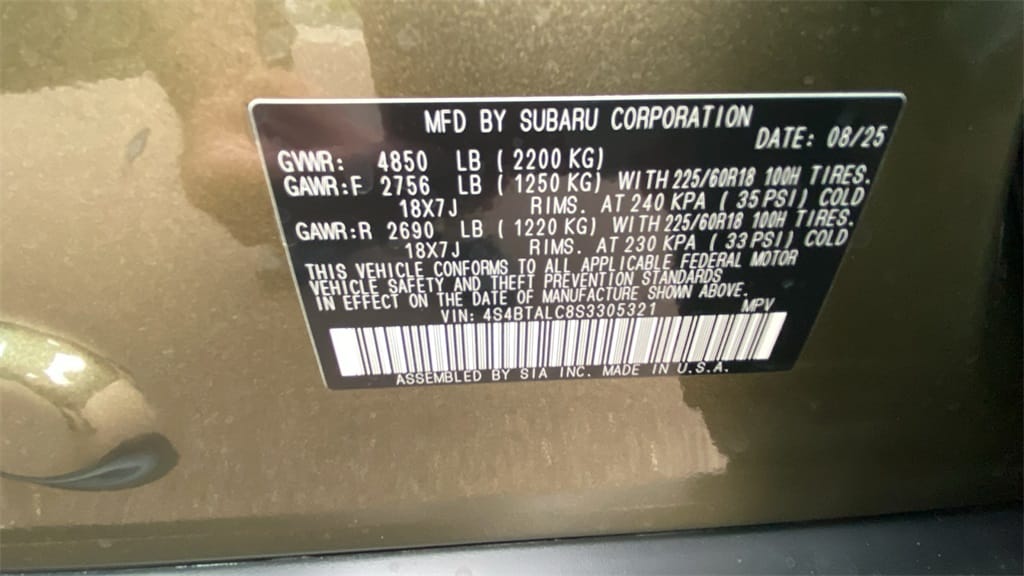 MFD BY SUBARU CORPORATION
DATE: 08/25
GVWR: 4850 LB (2200 KG)
GAWR:F 2756 LB (1250 KG) WITH 225/60R18 100H TIRES.
18X7J RIMS. AT 240 KPA (35 PSI) COLD
GAWR:R 2690 LB (1220 KG) WITH 225/60R18 100H TIRES.
18X7J RIMS. AT 230 KPA (33 PSI) COLD
THIS VEHICLE CONFORMS TO ALL APPLICABLE FEDERAL MOTOR
VEHICLE SAFETY AND THEFT PREVENTION STANDARDS
IN EFFECT ON THE DATE OF MANUFACTURE SHOWN ABOVE.
VIN: 4S4BTALC8S3305321 MPV
ASSEMBLED BY SIA INC. MADE IN U.S.A.